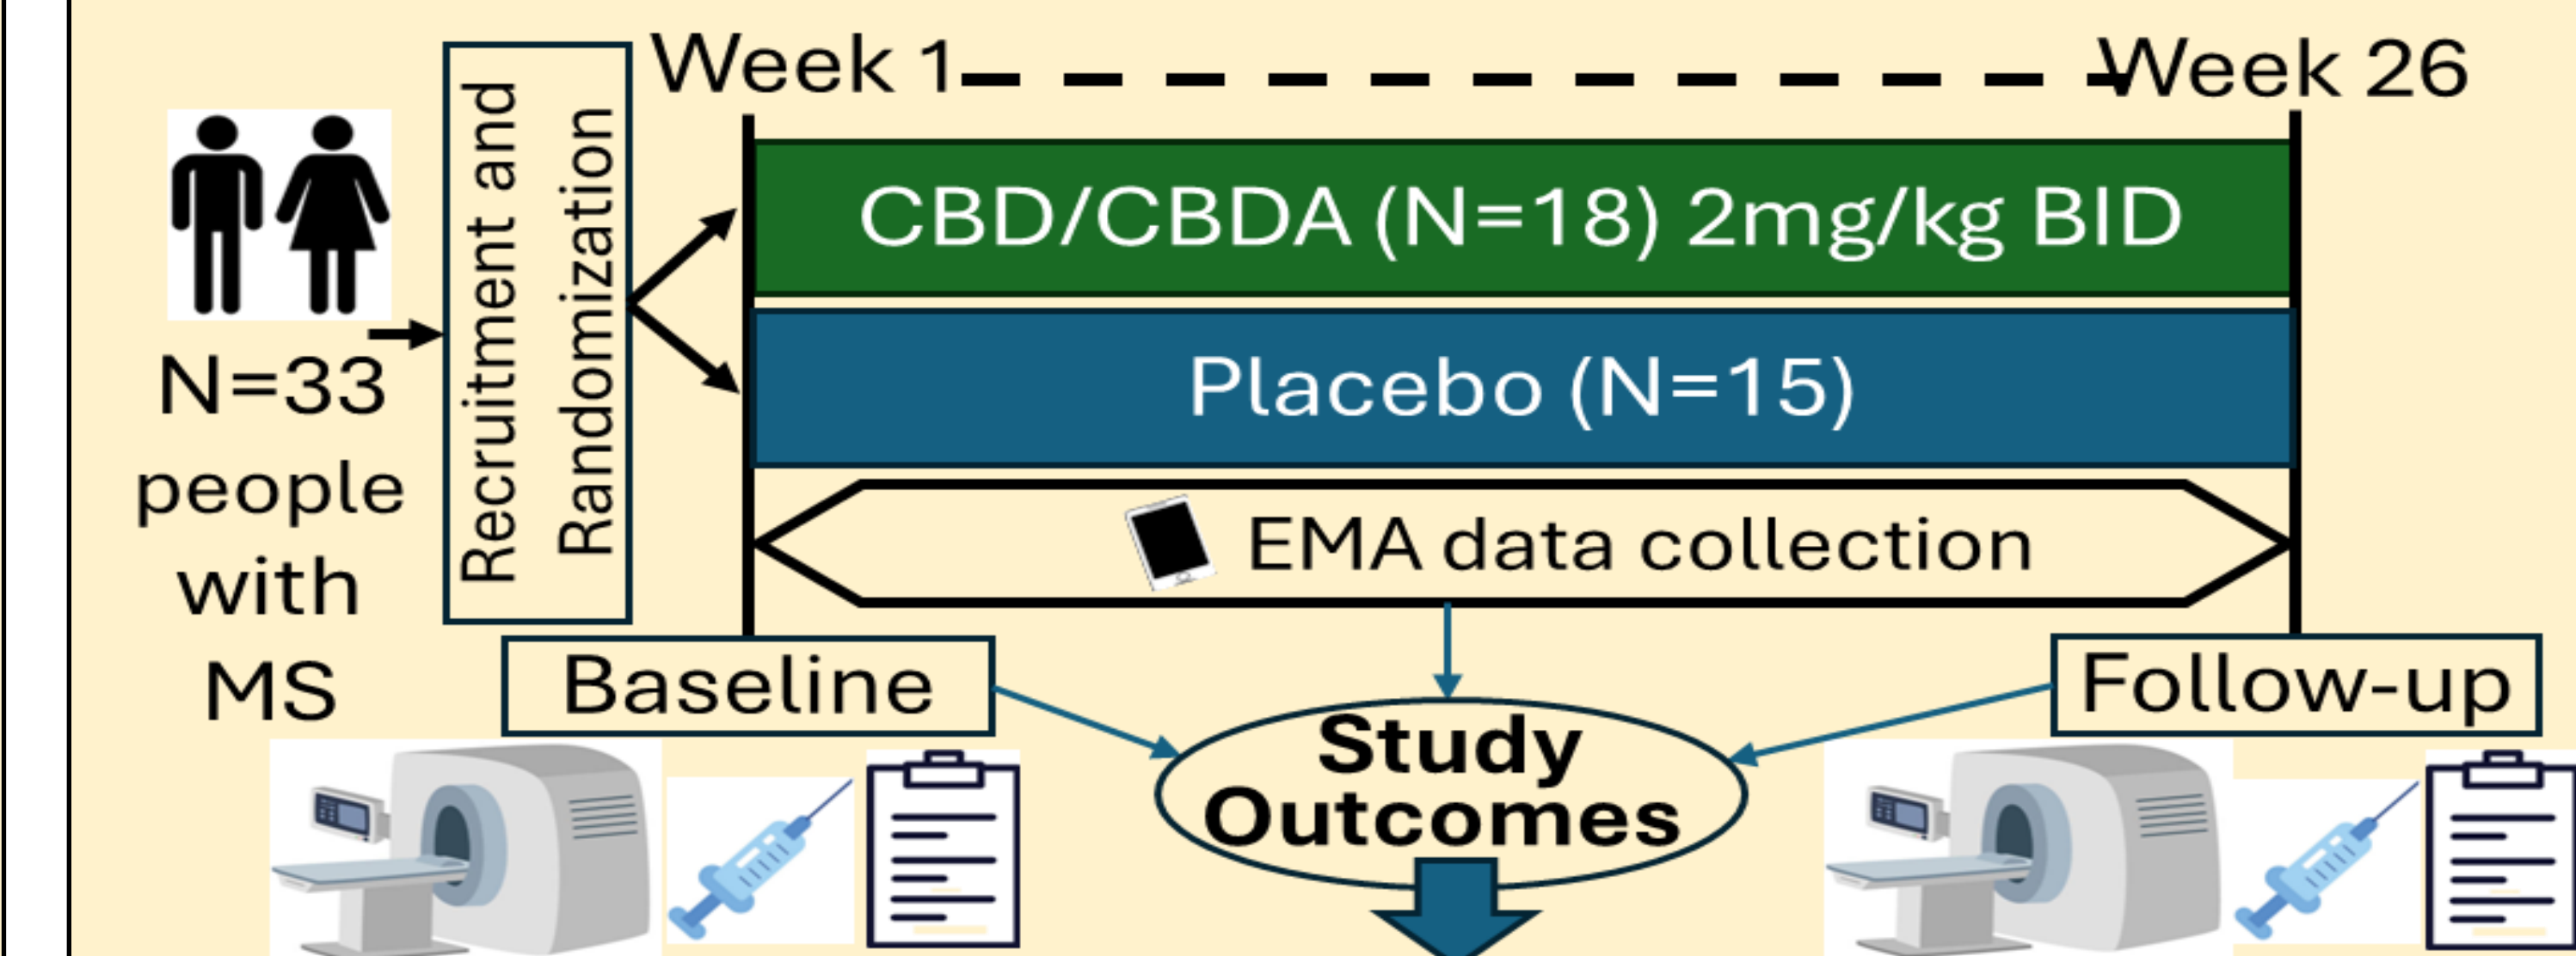 Week 1
Week 26
Recruitment and
Randomization
N=33
people
with
MS
CBD/CBDA (N=18) 2mg/kg BID
Placebo (N=15)
EMA data collection
Baseline
Follow-up
Study
Outcomes